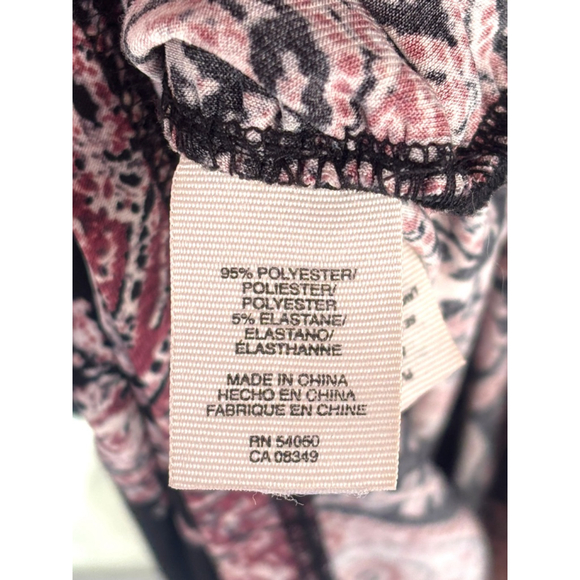 95% POLYESTER/
POLIESTER/
POLYESTER
5% ELASTANE/
ELASTANO/
ÉLASTHANNE
MADE IN CHINA
HECHO EN CHINA
FABRIQUE EN CHINE
RN 54050
CA 08349